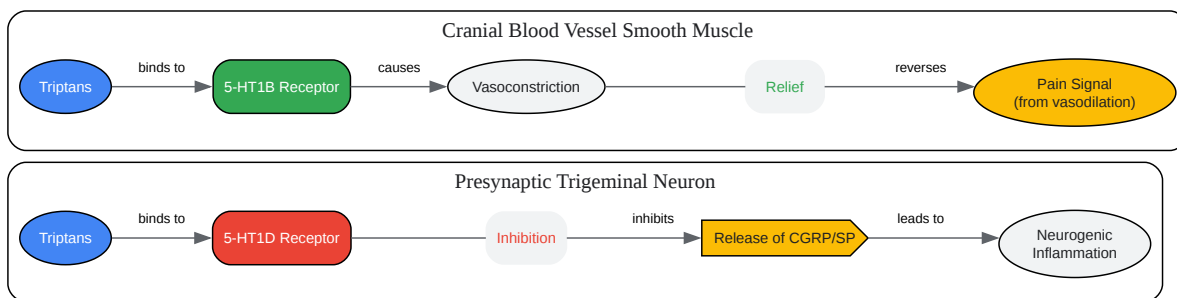 Cranial Blood Vessel Smooth Muscle
Triptans
binds to
5-HT1B Receptor
causes
Vasoconstriction
Relief
reverses
Pain Signal
(from vasodilation)
Presynaptic Trigeminal Neuron
Triptans
binds to
5-HT1D Receptor
Inhibition
inhibits
Release of CGRP/SP
leads to
Neurogenic
Inflammation